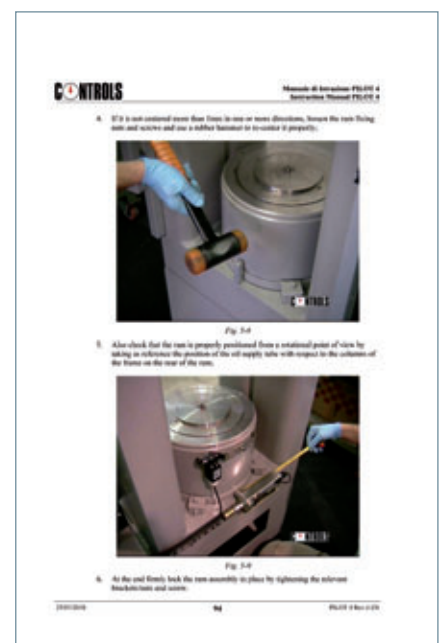 CONTROLS
Manuale di Istruzione PILOT 4
Instruction Manual PILOT 4
4. If it is not centered more than in one or more directions, loosen the ram fixing
nuts and screws and use a rubber hammer to re-center it properly;
CONTROLS
Fig. 5-8
5. Also check that the ram is properly positioned from a rotational point of view by
taking as reference the position of the oil supply tube with respect to the columns of
the frame on the rear of the ram;
CONTROLS
Fig. 5-9
6. At the end firmly lock the ram assembly in place by tightening the relevant
brackets/nuts and screw.
94